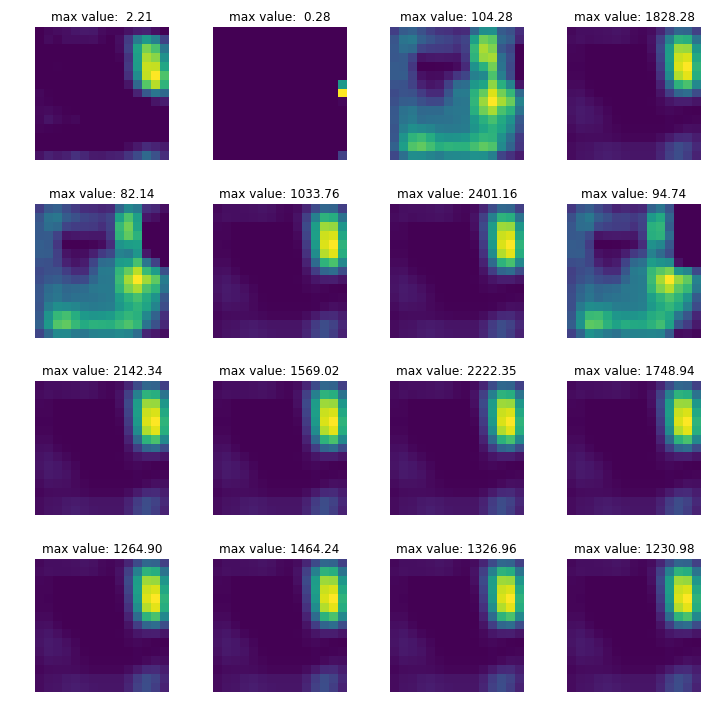 max value:  2.21
max value:  0.28
max value: 104.28
max value: 1828.28
max value: 82.14
max value: 1033.76
max value: 2401.16
max value: 94.74
max value: 2142.34
max value: 1569.02
max value: 2222.35
max value: 1748.94
max value: 1264.90
max value: 1464.24
max value: 1326.96
max value: 1230.98